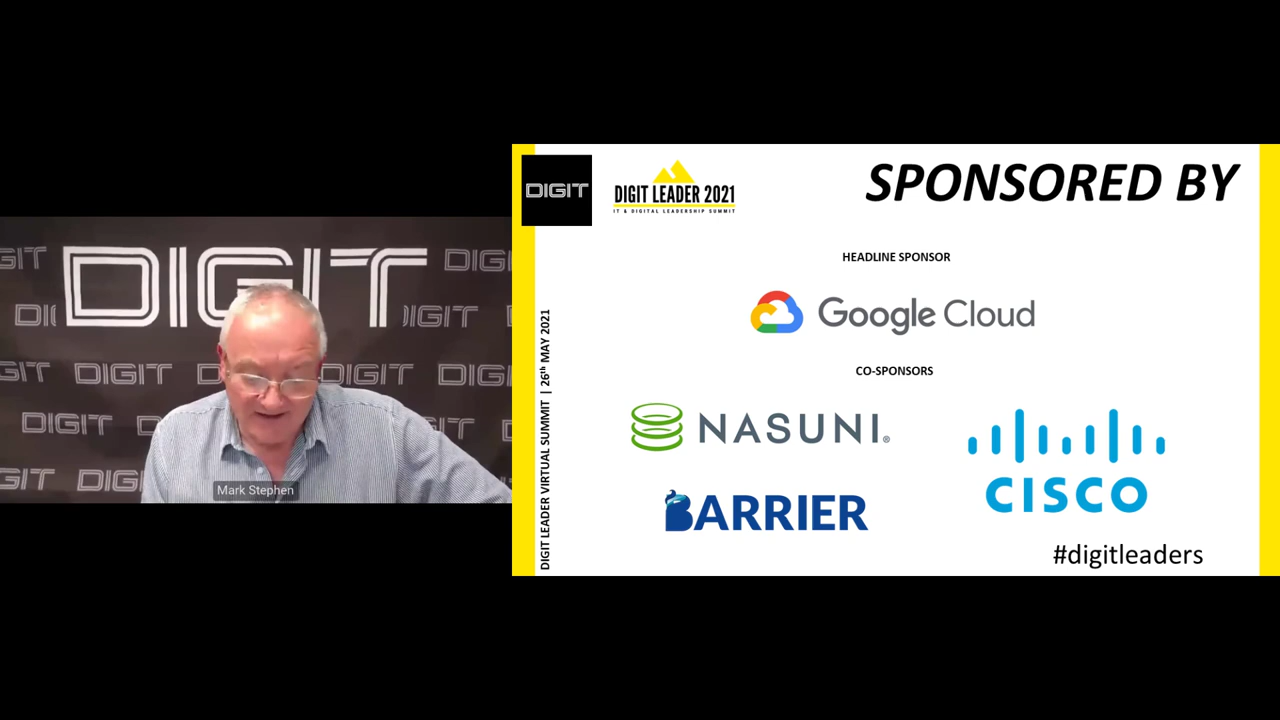 DIGIT
DIGIT
DIGIT
DIGIT
DIGIT
DIGIT
DIGIT
DIGIT
Mark Stephen
DIGIT
DIGIT LEADER 2021
IT & DIGITAL LEADERSHIP SUMMIT
SPONSORED BY
HEADLINE SPONSOR
Google Cloud
CO-SPONSORS
NASUNI®
CISCO
BARRIER
#digitleaders
DIGIT LEADER VIRTUAL SUMMIT | 26th MAY 2021